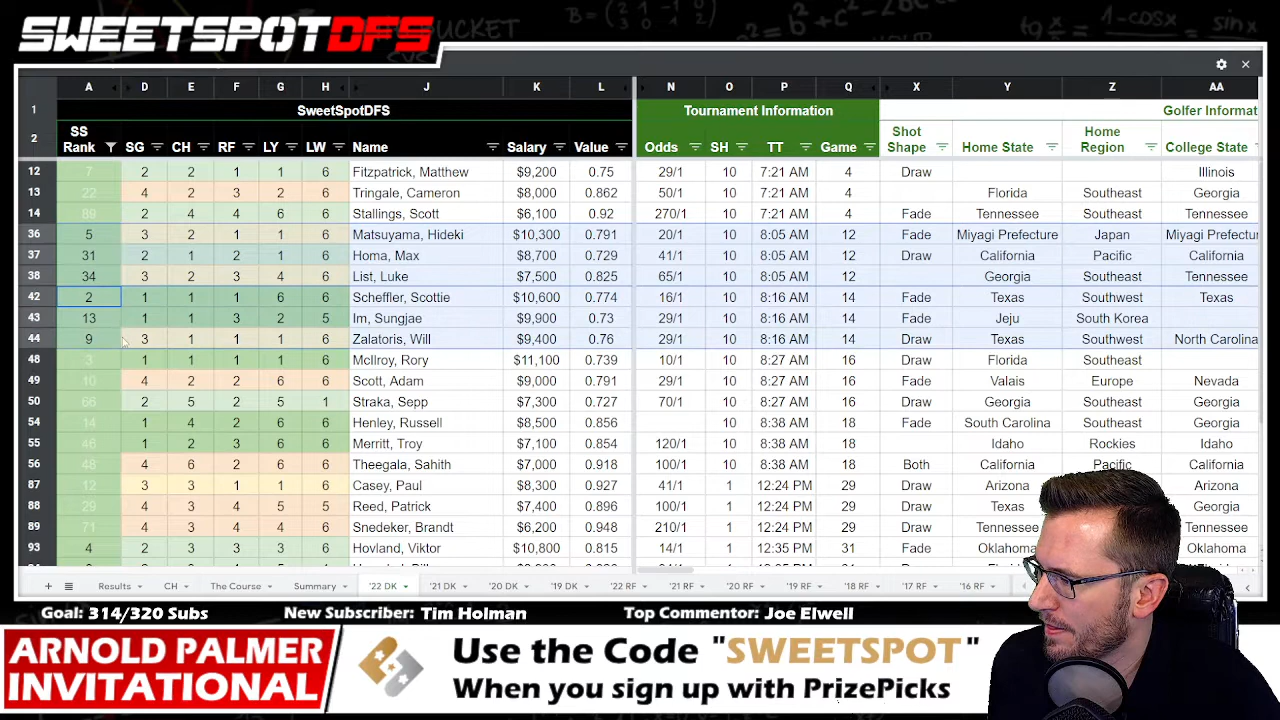 SWEETSPOTDFS
A D E F G H J K L N O P Q X Y Z AA
1 SweetSpotDFS Tournament Information Golfer Informat
2 SS Rank SG CH RF LY LW Name Salary Value Odds SH TT Game Shot Shape Home State Home Region College State
12 7 2 2 1 1 6 Fitzpatrick, Matthew $9,200 0.75 29/1 10 7:21 AM 4 Draw Illinois
13 22 4 2 3 2 6 Tringale, Cameron $8,000 0.862 50/1 10 7:21 AM 4 Florida Southeast Georgia
14 89 2 4 4 6 6 Stallings, Scott $6,100 0.92 270/1 10 7:21 AM 4 Fade Tennessee Southeast Tennessee
36 5 3 2 1 1 6 Matsuyama, Hideki $10,300 0.791 20/1 10 8:05 AM 12 Fade Miyagi Prefecture Japan Miyagi Prefectu
37 31 2 1 2 1 6 Homa, Max $8,700 0.729 41/1 10 8:05 AM 12 Draw California Pacific California
38 34 3 2 3 4 6 List, Luke $7,500 0.825 65/1 10 8:05 AM 12 Georgia Southeast Tennessee
42 2 1 1 1 6 6 Scheffler, Scottie $10,600 0.774 16/1 10 8:16 AM 14 Fade Texas Southwest Texas
43 13 1 1 3 2 5 Im, Sungjae $9,900 0.73 29/1 10 8:16 AM 14 Fade Jeju South Korea
44 9 3 1 1 1 6 Zalatoris, Will $9,400 0.76 29/1 10 8:16 AM 14 Draw Texas Southwest North Carolina
48 3 1 1 1 1 6 McIlroy, Rory $11,100 0.739 10/1 10 8:27 AM 16 Draw Florida Southeast
49 10 4 2 2 6 6 Scott, Adam $9,000 0.791 29/1 10 8:27 AM 16 Fade Valais Europe Nevada
50 66 2 5 2 6 1 Straka, Sepp $7,300 0.927 70/1 10 8:27 AM 16 Draw Georgia Southeast Georgia
54 14 1 4 2 6 6 Henley, Russell $8,500 0.856 10 8:38 AM 18 Fade South Carolina Southeast Georgia
55 46 1 2 3 6 6 Merritt, Troy $7,100 0.854 120/1 10 8:38 AM 18 Idaho Rockies Idaho
56 48 4 6 2 6 6 Theegala, Sahith $7,000 0.918 100/1 10 8:38 AM 18 Both California Pacific California
87 12 3 3 1 1 6 Casey, Paul $8,300 0.927 41/1 1 12:24 PM 29 Draw Arizona Arizona
88 29 4 3 4 5 5 Reed, Patrick $7,400 0.896 100/1 1 12:24 PM 29 Draw Texas Georgia
89 71 4 3 4 4 6 Snedeker, Brandt $6,200 0.948 210/1 1 12:24 PM 29 Draw Tennessee Tennessee
93 4 2 3 3 3 6 Hovland, Viktor $10,800 0.815 14/1 1 12:35 PM 31 Fade Oklahoma Oklahoma
+ Results CH The Course Summary '22 DK '21 DK '20 DK '19 DK '22 RF '21 RF '20 RF '19 RF '18 RF '17 RF '16 RF
Goal: 314/320 Subs New Subscriber: Tim Holman Top Commentor: Joe Elwell
ARNOLD PALMER
INVITATIONAL
Use the Code "SWEETSPOT"
When you sign up with PrizePicks